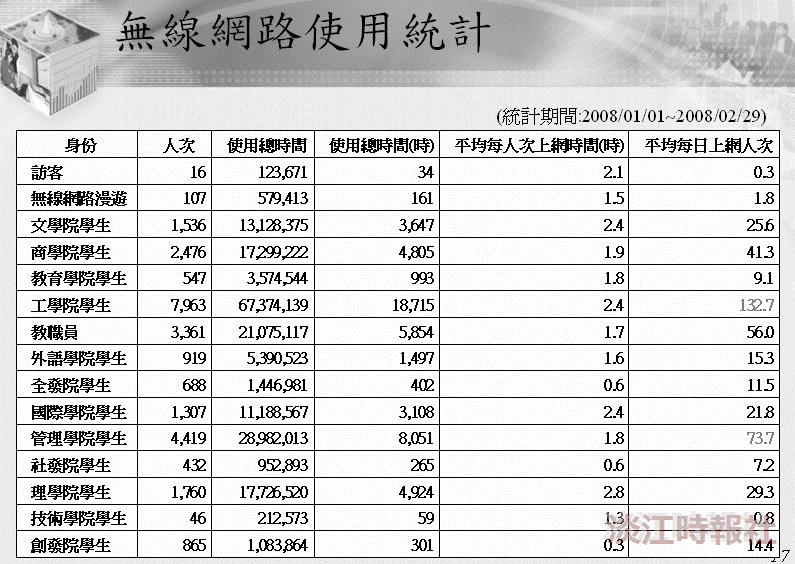 無線網路使用統計
(統計期間:2008/01/01~2008/02/29)
身份 人次 使用總時間 使用總時間(時) 平均每人次上網時間(時) 平均每日上網人次
訪客 16 123,671 34 2.1 0.3
無線網路漫遊 107 579,413 161 1.5 1.8
文學院學生 1,536 13,128,375 3,647 2.4 25.6
商學院學生 2,476 17,299,222 4,805 1.9 41.3
教育學院學生 547 3,574,544 993 1.8 9.1
工學院學生 7,963 67,374,139 18,715 2.4 132.7
教職員 3,361 21,075,117 5,854 1.7 56.0
外語學院學生 919 5,390,523 1,497 1.6 15.3
全發院學生 688 1,446,981 402 0.6 11.5
國際學院學生 1,307 11,188,567 3,108 2.4 21.8
管理學院學生 4,419 28,982,013 8,051 1.8 73.7
社發院學生 432 952,893 265 0.6 7.2
理學院學生 1,760 17,726,520 4,924 2.8 29.3
技術學院學生 46 212,573 59 1.3 0.8
創發院學生 865 1,083,864 301 0.3 14.4
淡江時報社
17